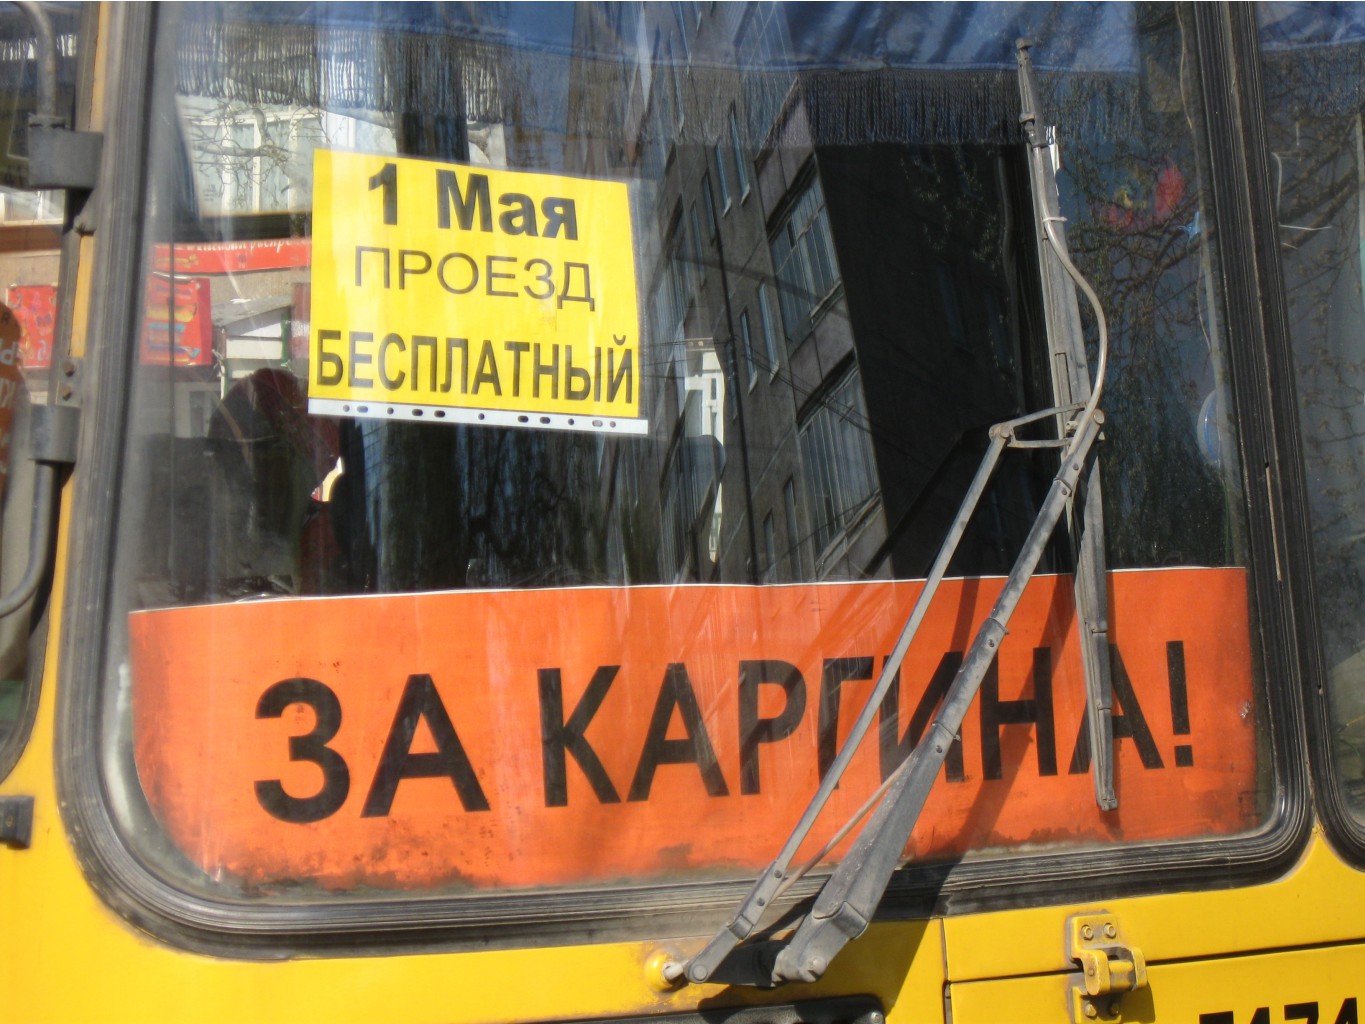 1 Мая
ПРОЕЗД
БЕСПЛАТНЫЙ
ЗА КАРГИНА!